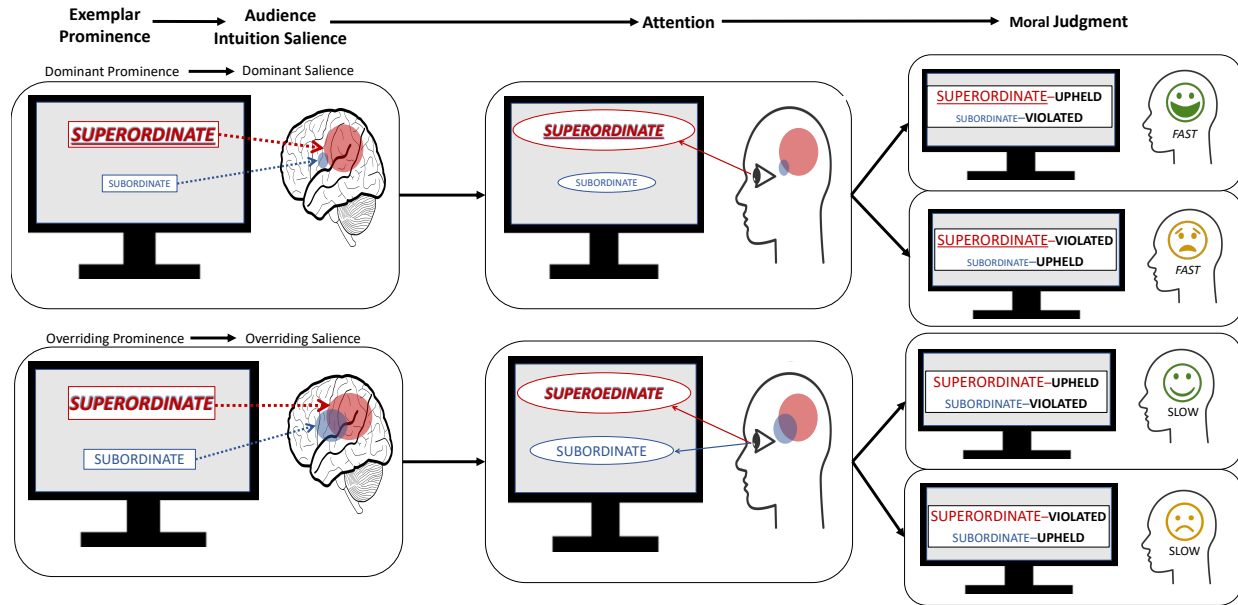 Exemplar
Prominence
Audience
Intuition Salience
Attention
Moral Judgment
Dominant Prominence
Dominant Salience
SUPERORDINATE
SUBORDINATE
SUPERORDINATE
SUBORDINATE
SUPERORDINATE–UPHELD
SUBORDINATE–VIOLATED
FAST
SUPERORDINATE–VIOLATED
SUBORDINATE–UPHELD
FAST
Overriding Prominence
Overriding Salience
SUPERORDINATE
SUBORDINATE
SUPEROEDINATE
SUBORDINATE
SUPERORDINATE–UPHELD
SUBORDINATE–VIOLATED
SLOW
SUPERORDINATE–VIOLATED
SUBORDINATE–UPHELD
SLOW